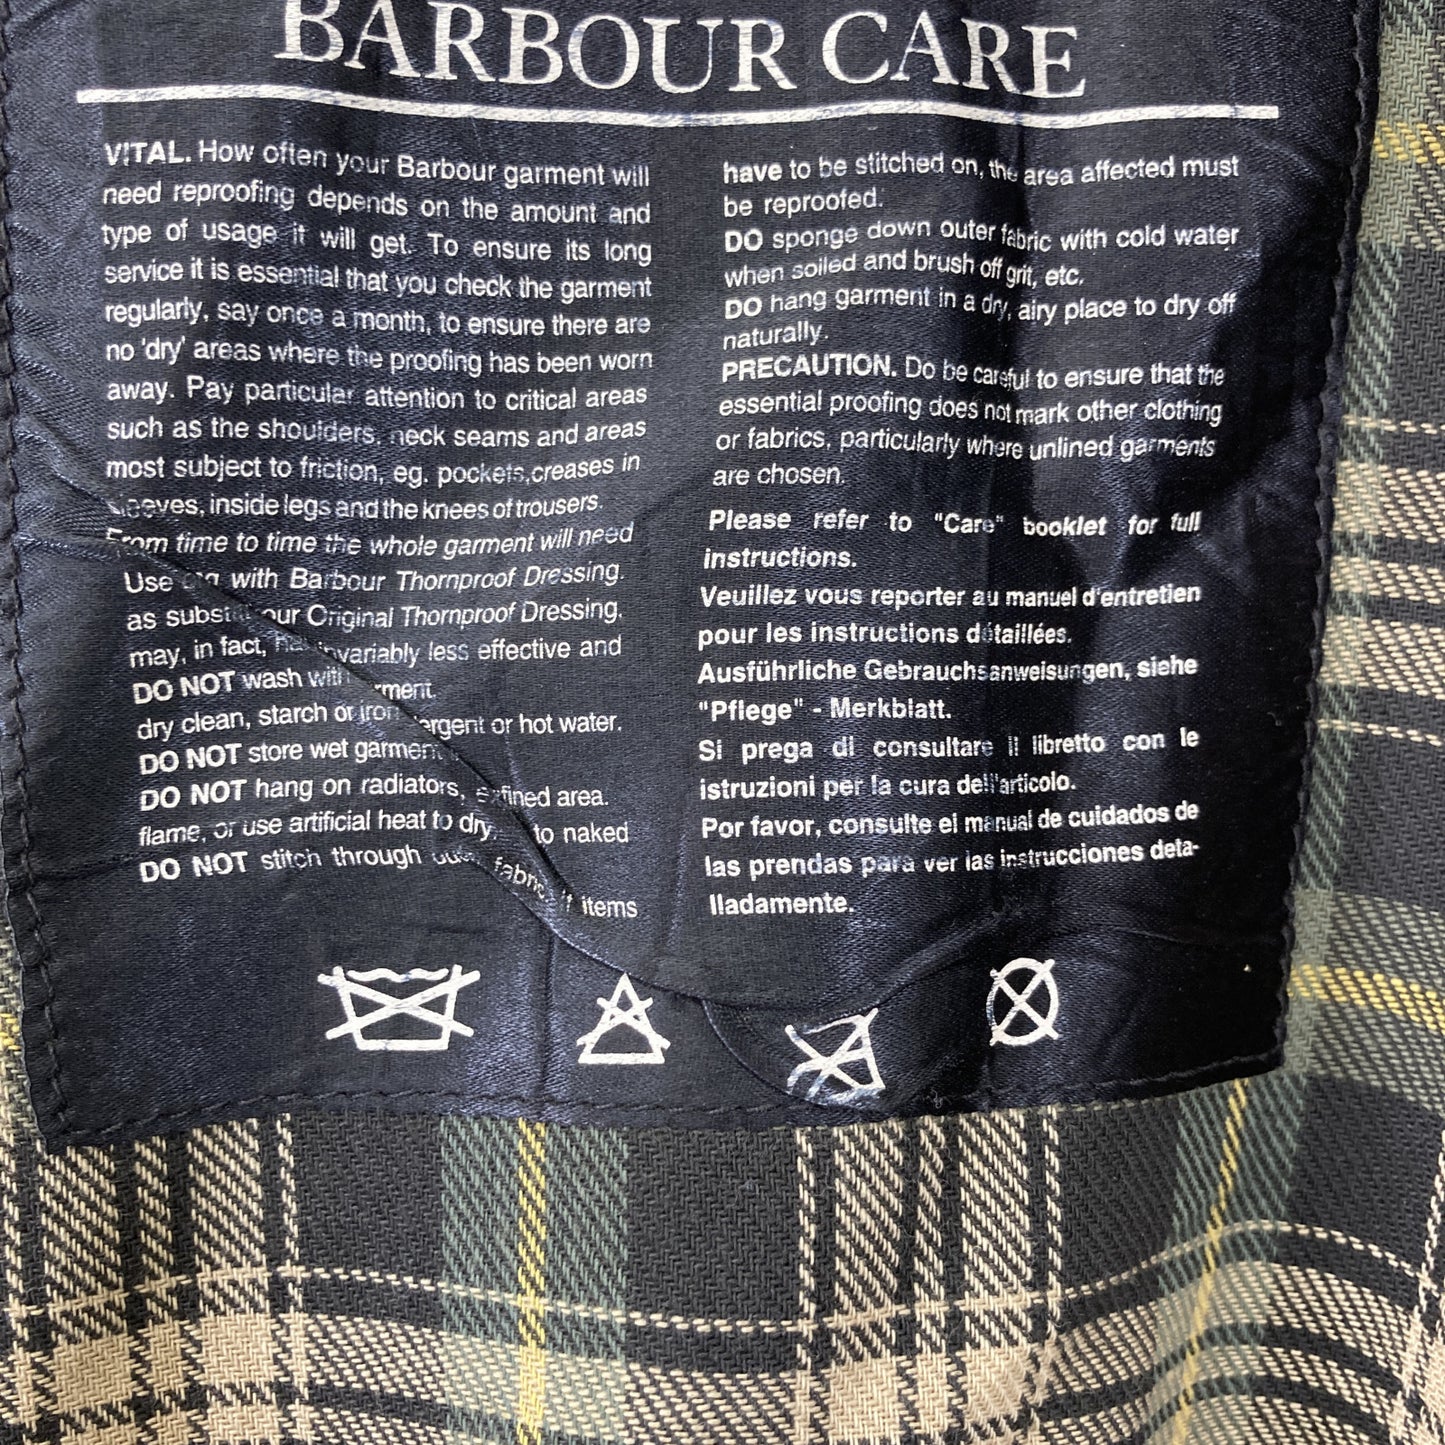 BARBOUR CARE
VITAL. How often your Barbour garment will
need reproofing depends on the amount and
type of usage it will get. To ensure its long
service it is essential that you check the garment
regularly, say once a month, to ensure there are
no 'dry' areas where the proofing has been worn
away. Pay particular attention to critical areas
such as the shoulders, neck seams and areas
most subject to friction, eg. pockets,creases in
sleeves, inside legs and the knees of trousers.
From time to time the whole garment will need
Use with Barbour Thornproof Dressing.
as our Original Thornproof Dressing,
may, in fact, invariably less effective and
DO NOT wash with
dry clean, starch or iron or hot water.
DO NOT store wet garment
DO NOT hang on radiators, area.
flame, or use artificial heat to dry, to naked
DO NOT stitch through outer fabric. If items
have to be stitched on, the area affected must
be reproofed.
DO sponge down outer fabric with cold water
when soiled and brush off grit, etc.
DO hang garment in a dry, airy place to dry off
naturally.
PRECAUTION. Do be careful to ensure that the
essential proofing does not mark other clothing
or fabrics, particularly where unlined garments
are chosen.
Please refer to "Care" booklet for full
instructions.
Veuillez vous reporter au manuel d'entretien
pour les instructions détaillées.
Ausführliche Gebrauchsanweisungen, siehe
"Pflege" - Merkblatt.
Si prega di consultare il libretto con le
istruzioni per la cura dell'articolo.
Por favor, consulte el manual de cuidados de
las prendas para ver las instrucciones deta-
lladamente.